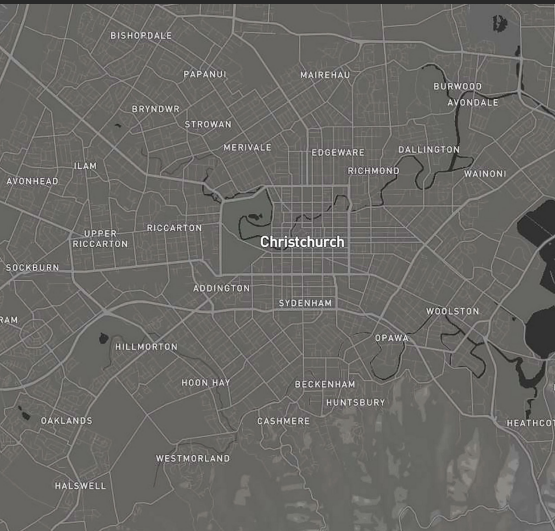 BISHOPDALE
PAPANUI
MAIREHAU
BURWOOD
AVONDALE
BRYNDWR
STROWAN
MERIVALE
EDGEWARE
DALLINGTON
ILAM
RICHMOND
WAINONI
AVONHEAD
RICCARTON
UPPER
RICCARTON
Christchurch
SOCKBURN
ADDINGTON
SYDENHAM
WOOLSTON
RAM
OPAWA
HILLMORTON
HOON HAY
BECKENHAM
HUNTSBURY
OAKLANDS
CASHMERE
HEATHCOT
WESTMORLAND
HALSWELL